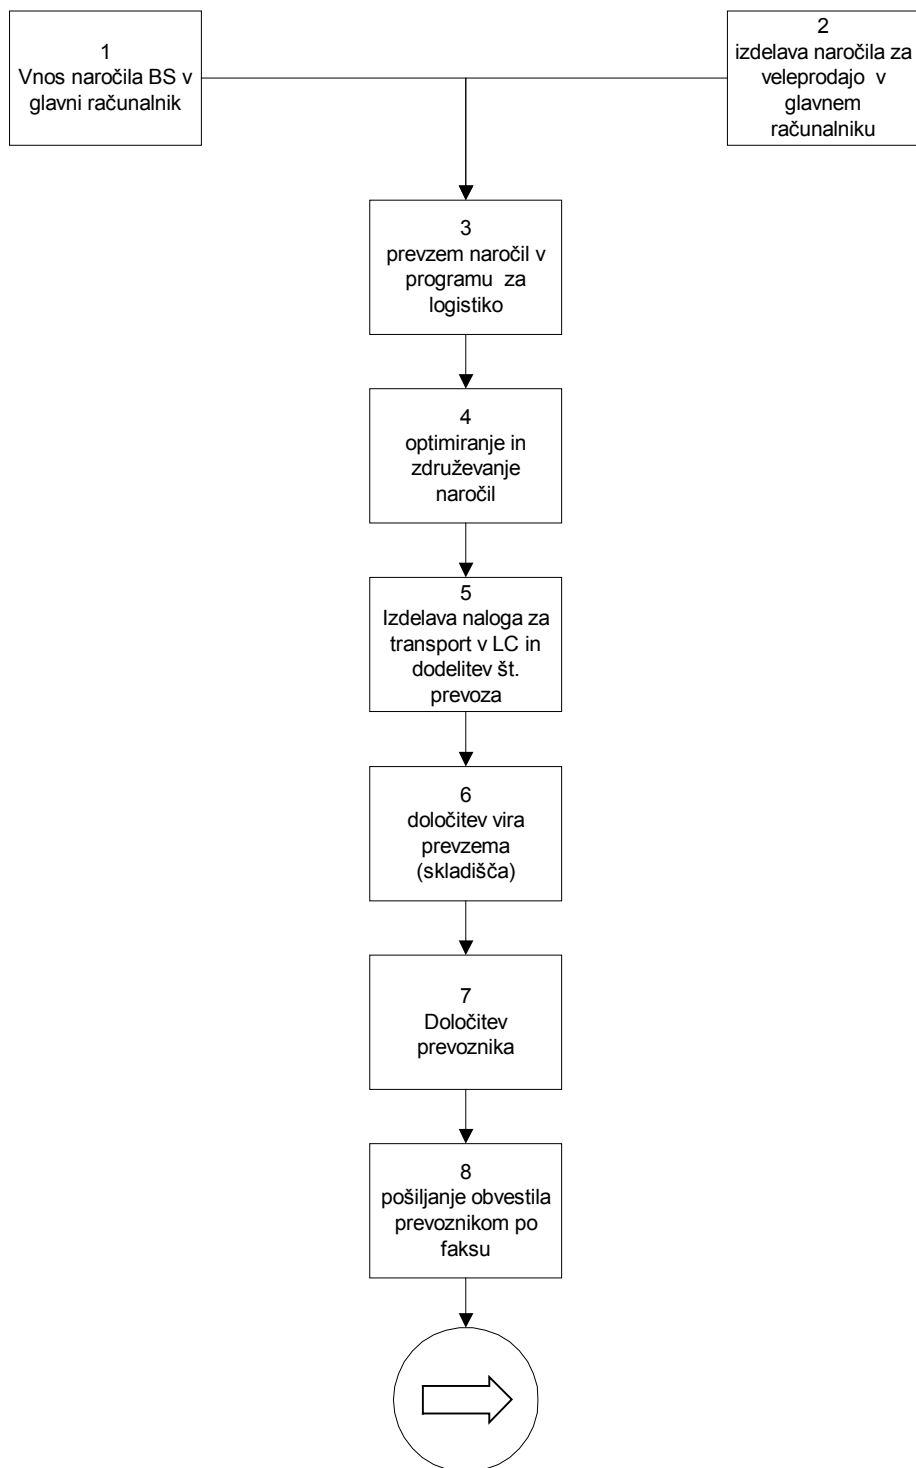 1
Vnos naročila BS v
glavni računalnik
2
izdelava naročila za
veleprodajo v
glavnem
računalniku
3
prevzem naročil v
programu za
logistiko
4
optimiranje in
združevanje
naročil
5
Izdelava naloga za
transport v LC in
dodelitev št.
prevoza
6
določitev vira
prevzema
(skladišča)
7
Določitev
prevoznika
8
pošiljanje obvestila
prevoznikom po
faksu